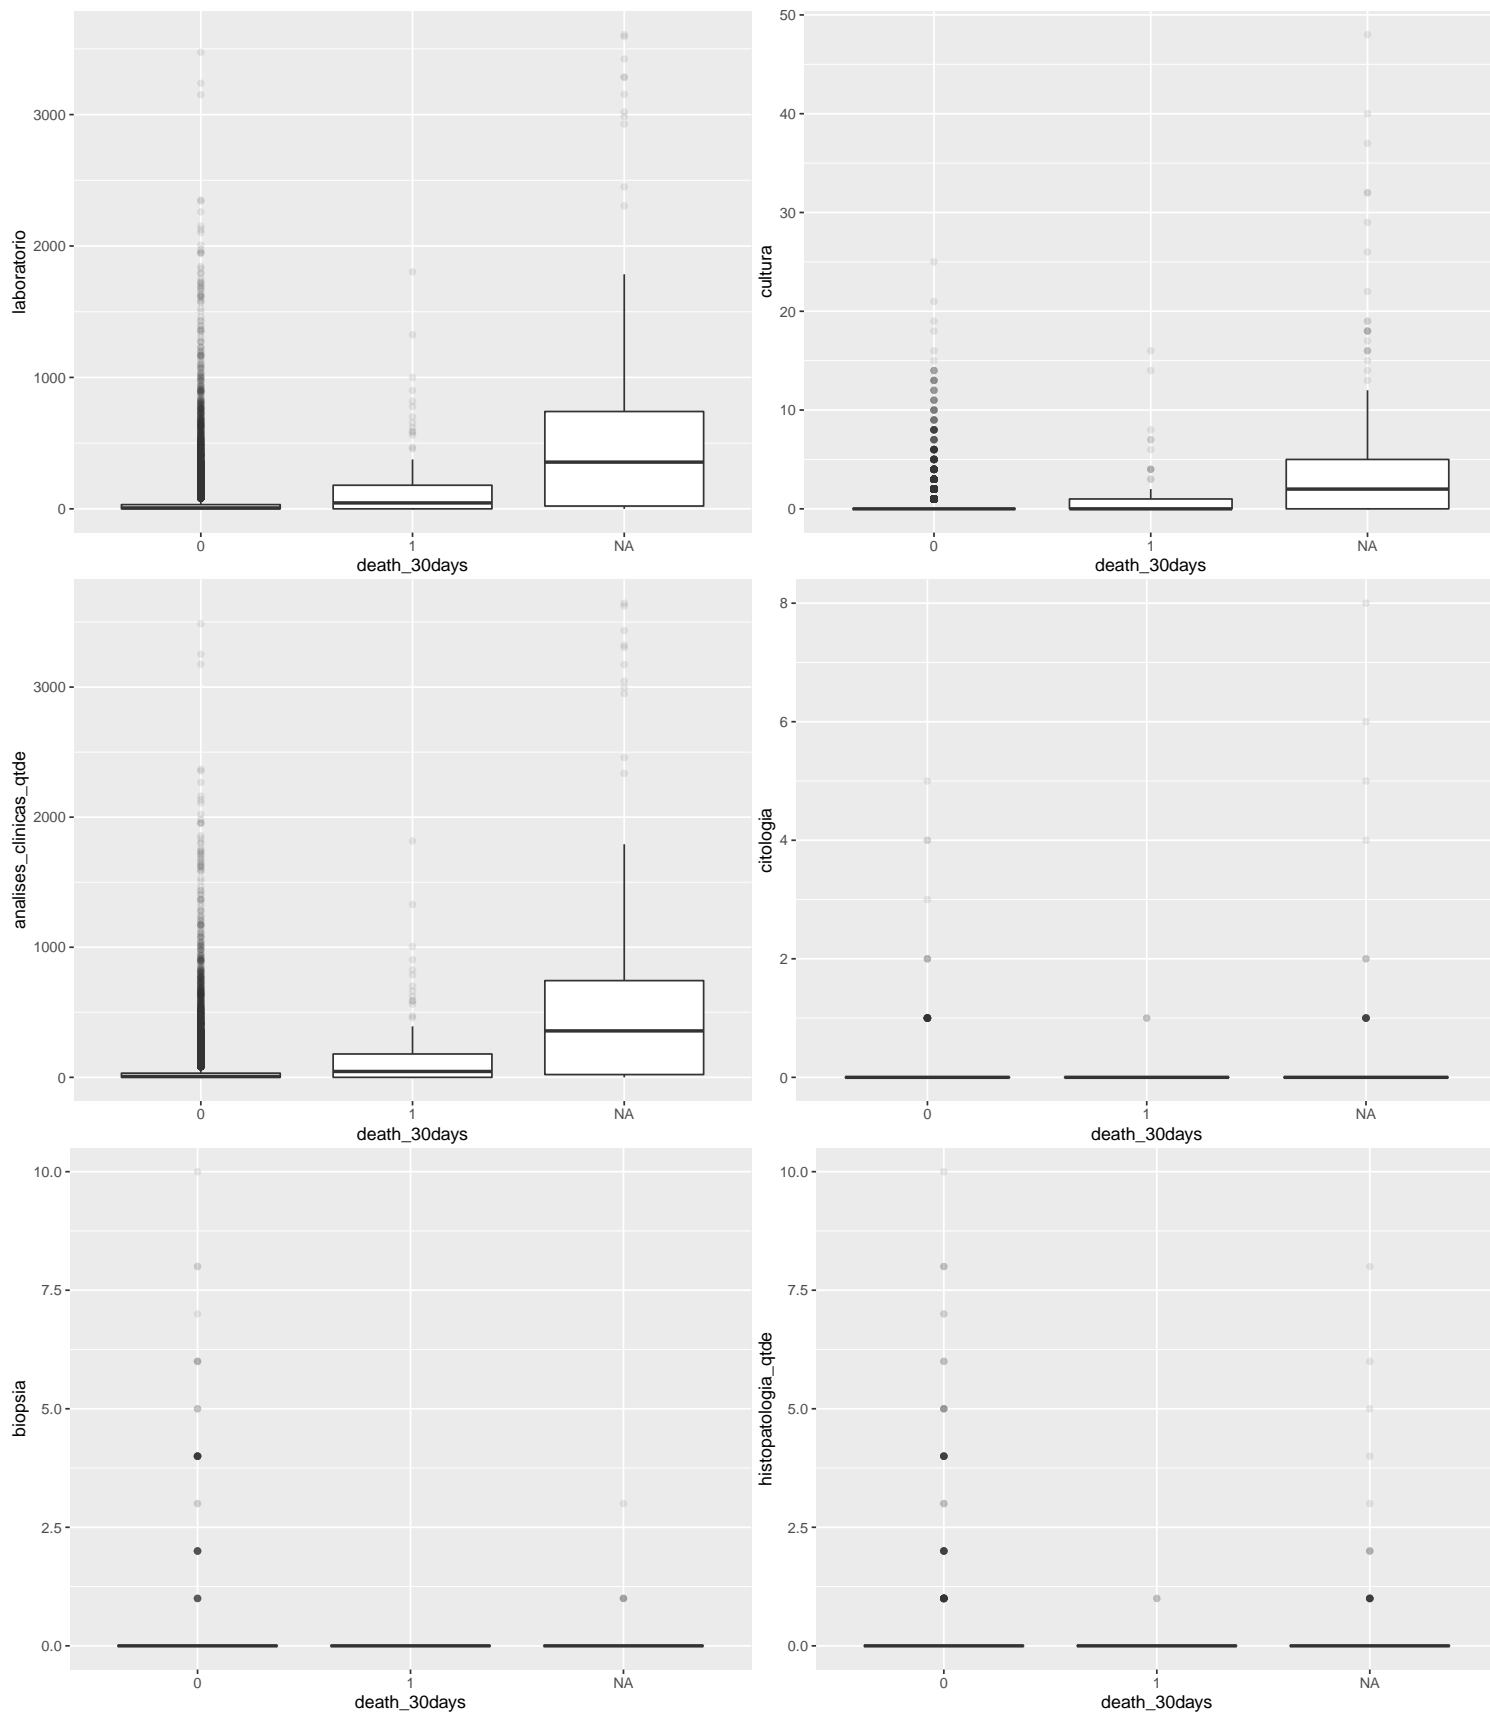 laboratorio
3000
2000
1000
0
0 1 NA
death_30days
cultura
50
40
30
20
10
0
0 1 NA
death_30days
analises_clinicas_qtde
3000
2000
1000
0
0 1 NA
death_30days
citologia
8
6
4
2
0
0 1 NA
death_30days
biopsia
10.0
7.5
5.0
2.5
0.0
0 1 NA
death_30days
histopatologia_qtde
10.0
7.5
5.0
2.5
0.0
0 1 NA
death_30days